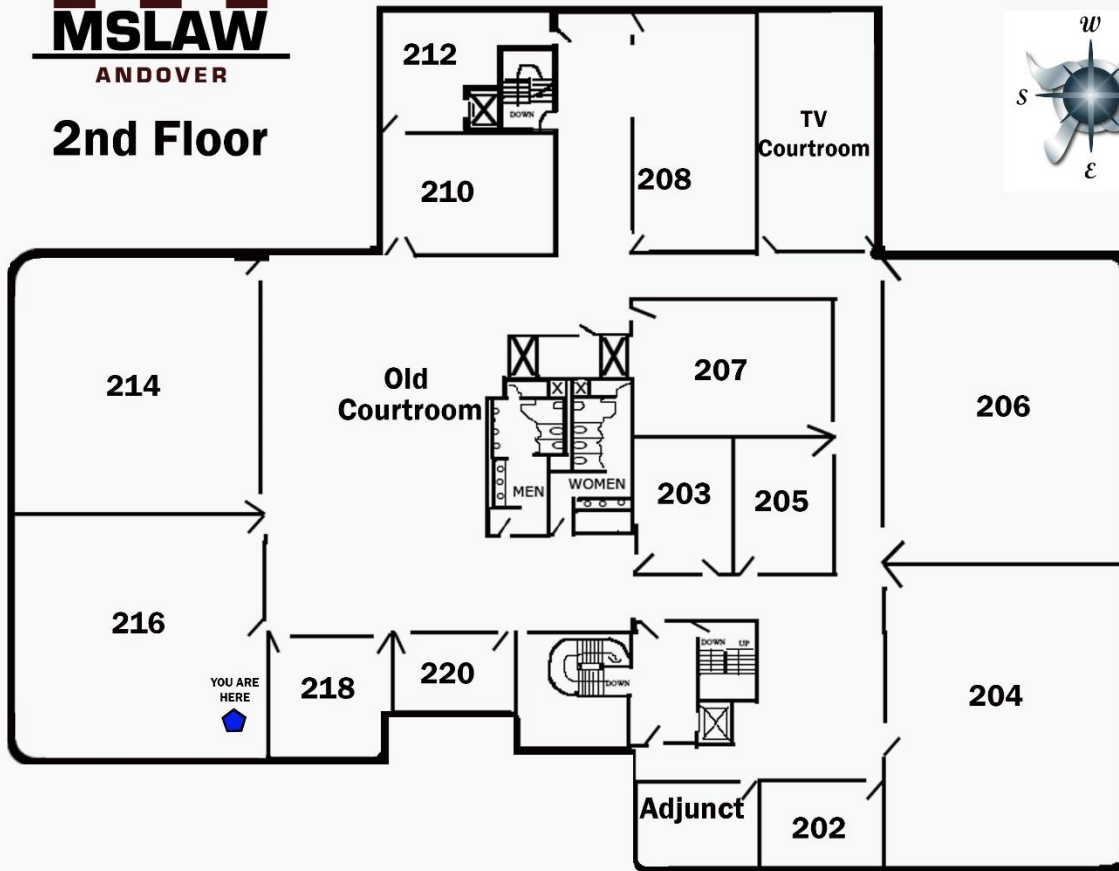 MSLAW
ANDOVER
2nd Floor
212
DOWN
210
208
TV
Courtroom
W
S
E
214
Old
Courtroom
207
206
MEN
WOMEN
203
205
216
YOU ARE
HERE
218
220
DOWN
DOWN UP
204
Adjunct
202